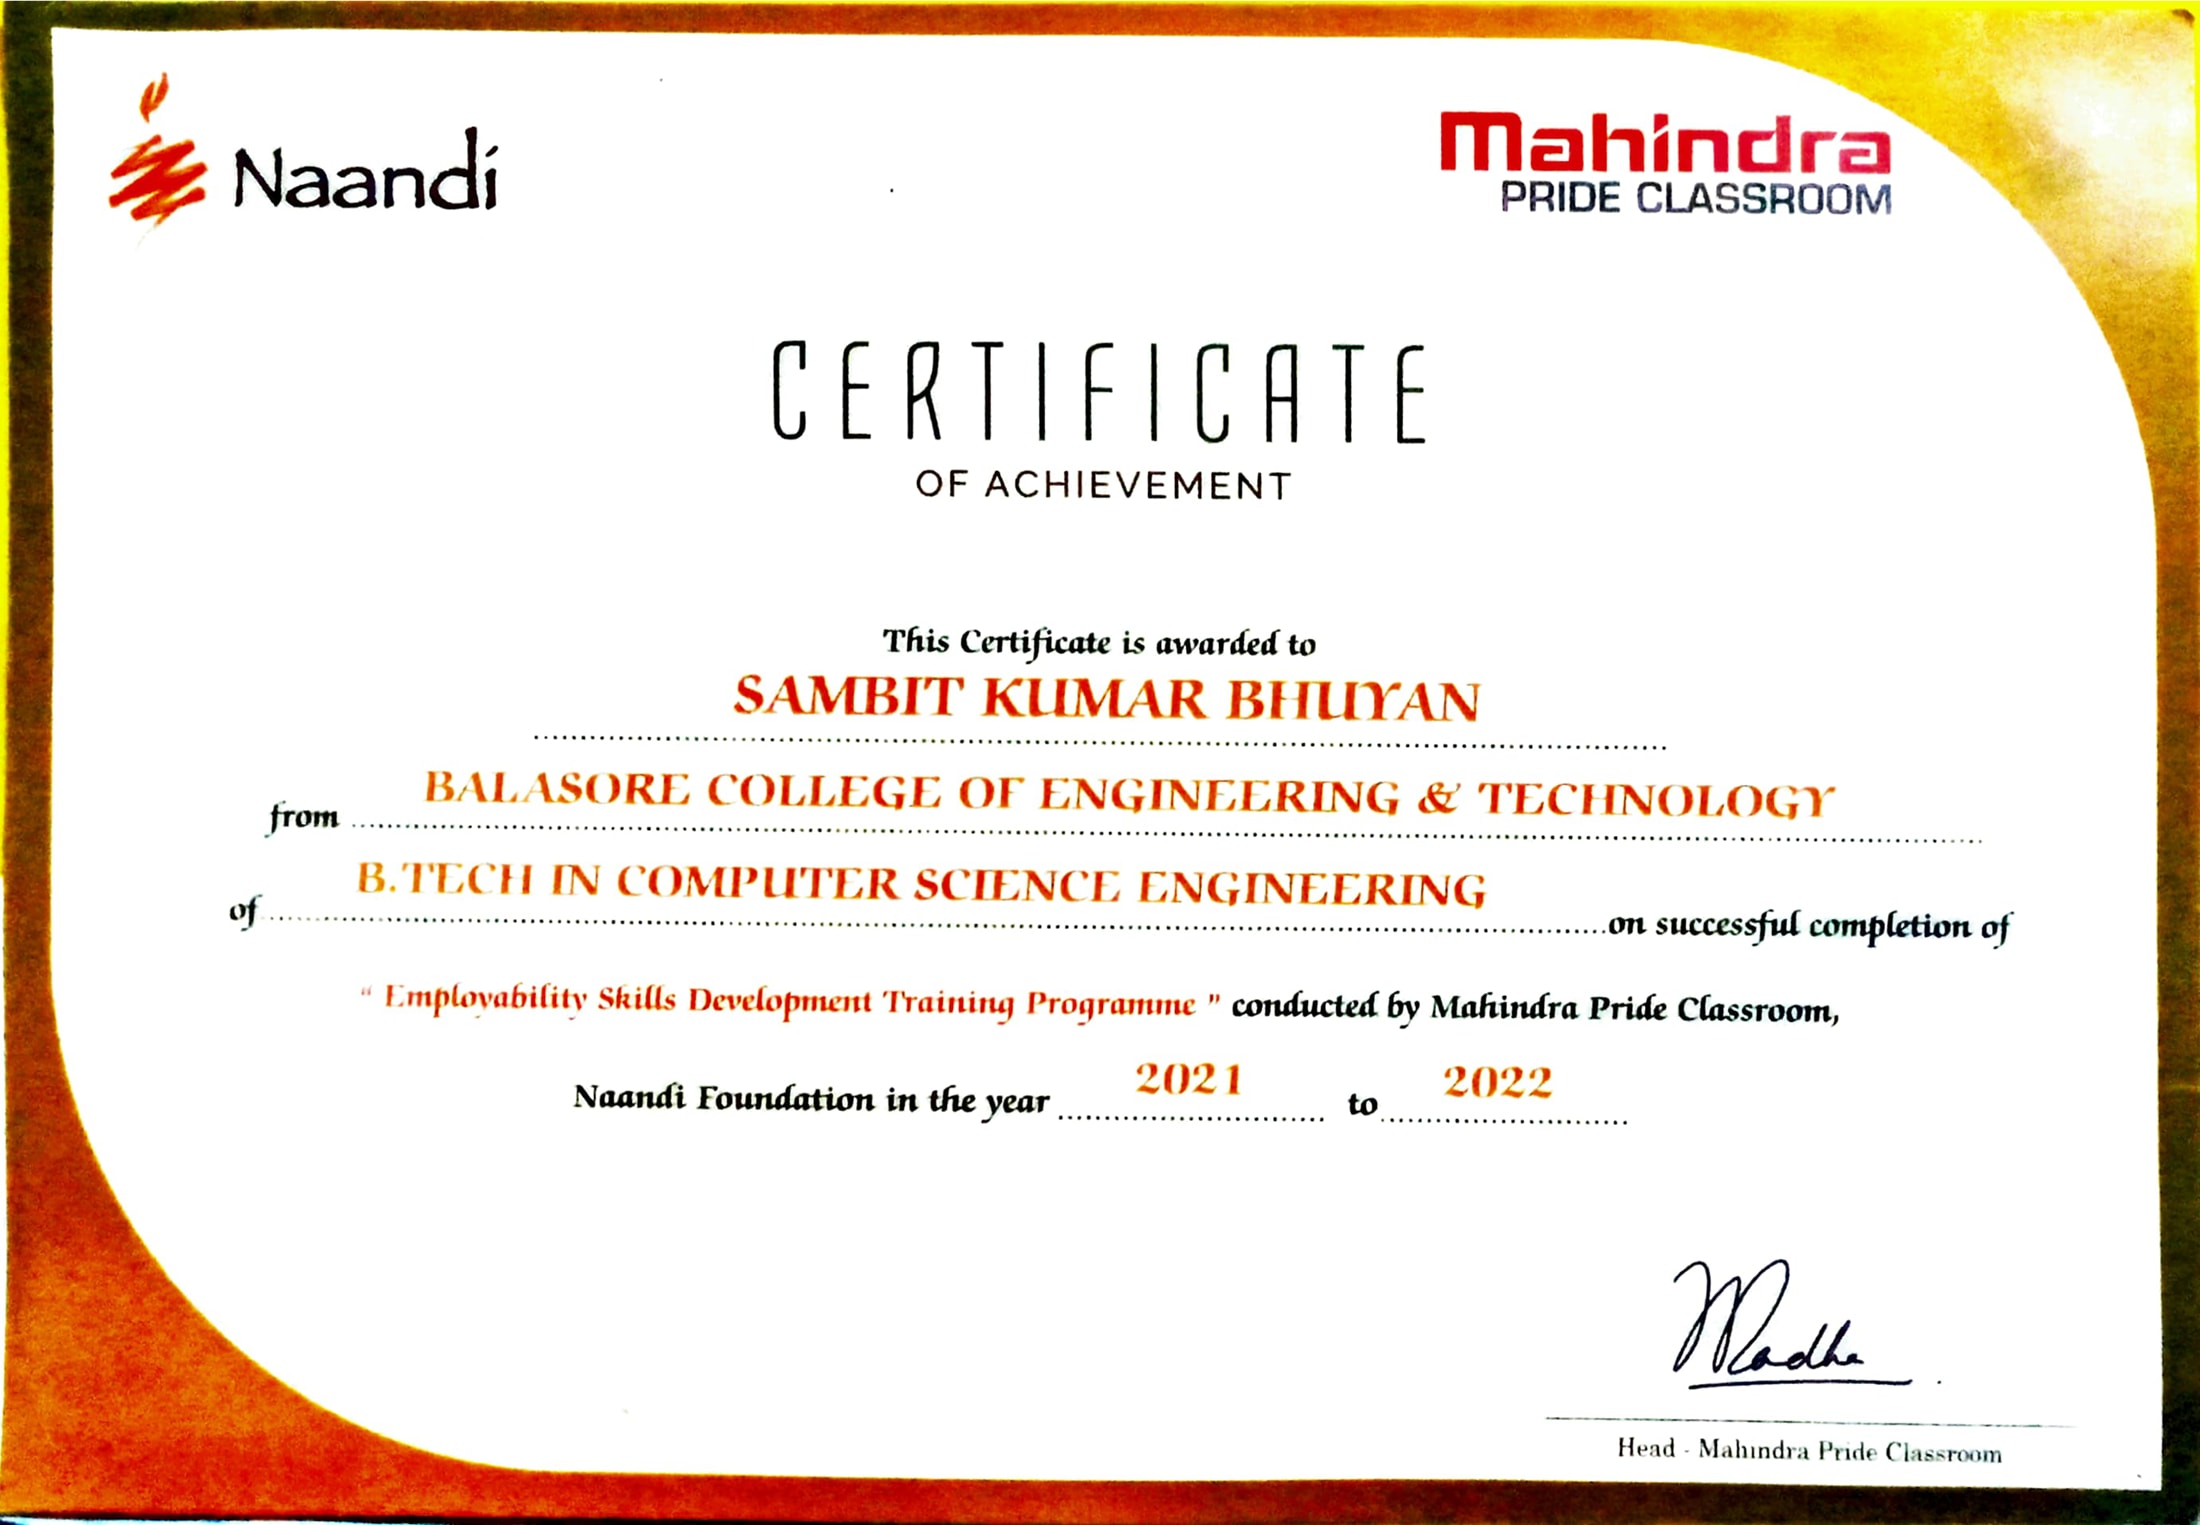 Naandi
Mahindra
PRIDE CLASSROOM
CERTIFICATE
OF ACHIEVEMENT
This Certificate is awarded to
SAMBIT KUMAR BHUYAN
from BALASORE COLLEGE OF ENGINEERING & TECHNOLOGY
of B.TECH IN COMPUTER SCIENCE ENGINEERING on successful completion of
" Employability Skills Development Training Programme " conducted by Mahindra Pride Classroom,
Naandi Foundation in the year 2021 to 2022
Madhu
Head - Mahindra Pride Classroom